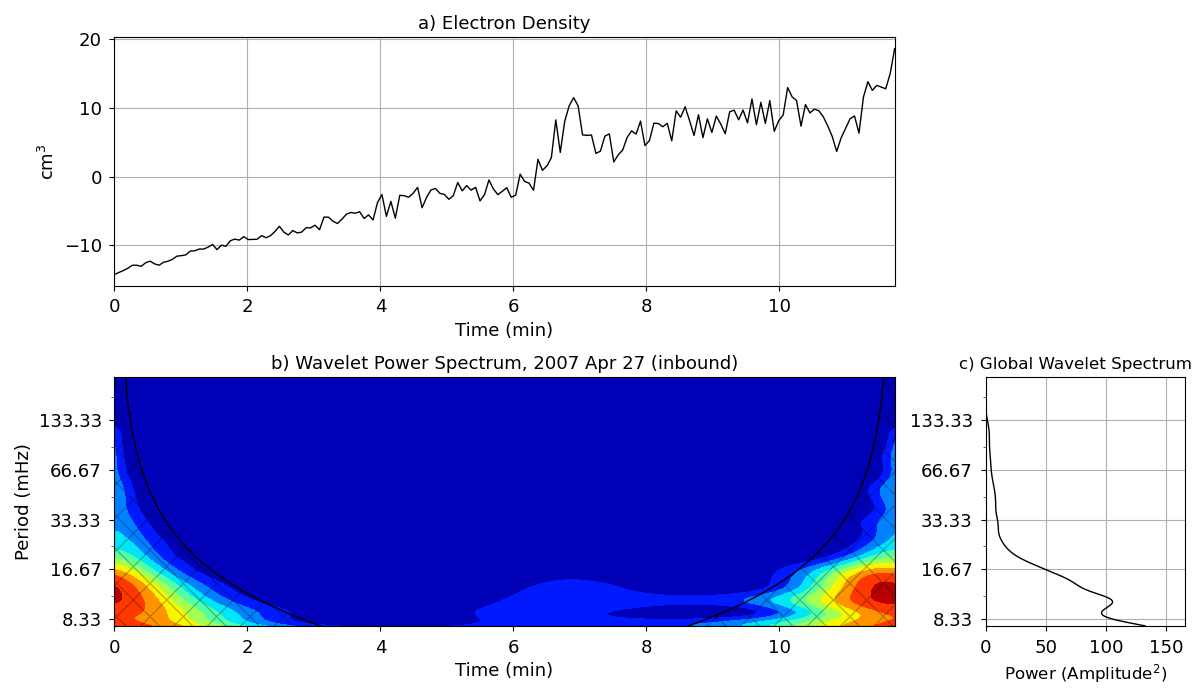 a) Electron Density
20
10
0
−10
cm³
0 2 4 6 8 10
Time (min)
b) Wavelet Power Spectrum, 2007 Apr 27 (inbound)
133.33
66.67
33.33
16.67
8.33
Period (mHz)
0 2 4 6 8 10
Time (min)
c) Global Wavelet Spectrum
133.33
66.67
33.33
16.67
8.33
0 50 100 150
Power (Amplitude²)